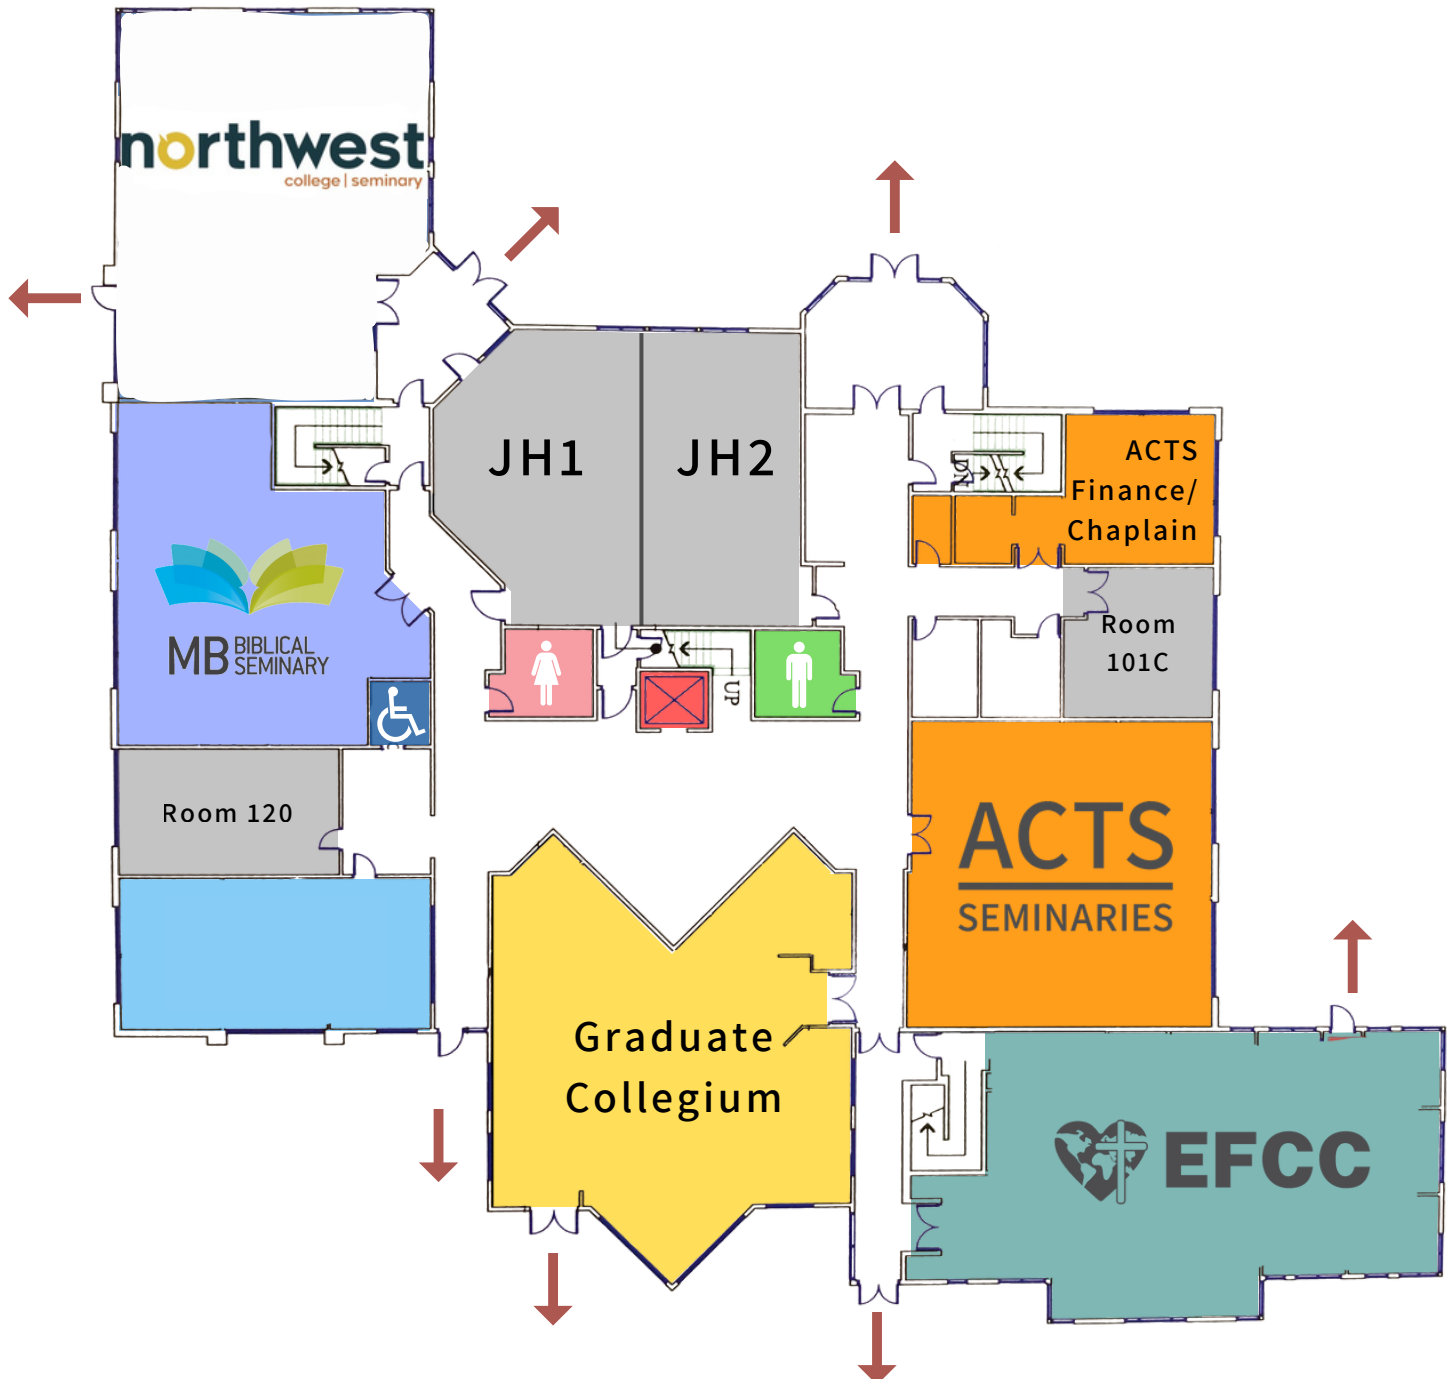 northwest
college | seminary
JH1
JH2
ACTS
Finance/
Chaplain
DN
MB BIBLICAL
SEMINARY
Room
101C
UP
Room 120
ACTS
SEMINARIES
Graduate
Collegium
EFCC